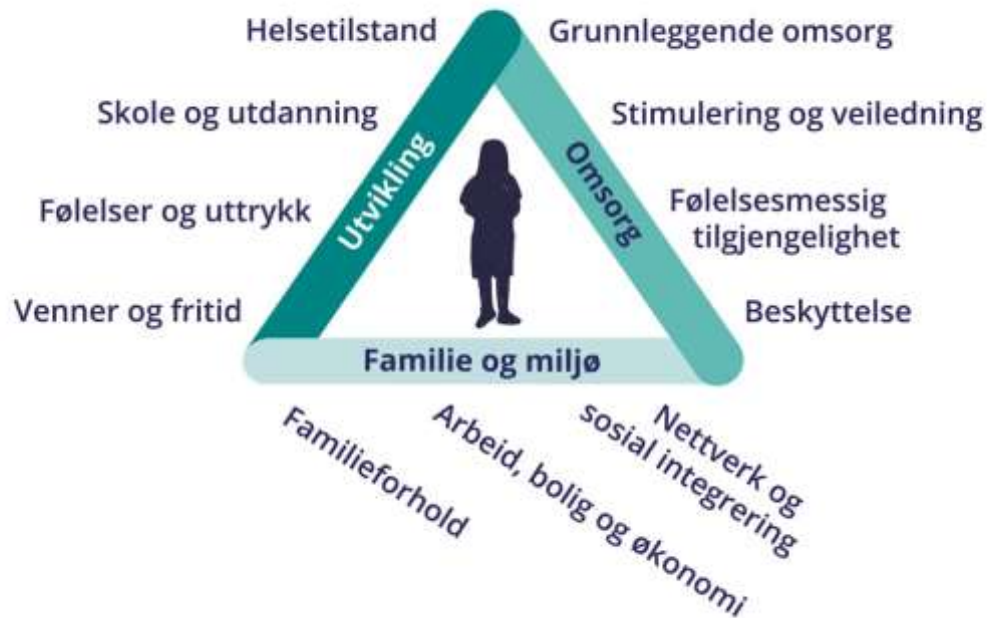 Helsetilstand
Grunnleggende omsorg
Skole og utdanning
Stimulering og veiledning
Utvikling
Omsorg
Følelser og uttrykk
Følelsesmessig
tilgjengelighet
Venner og fritid
Beskyttelse
Familie og miljø
Familieforhold
Arbeid, bolig og økonomi
Nettverk og
sosial integrering